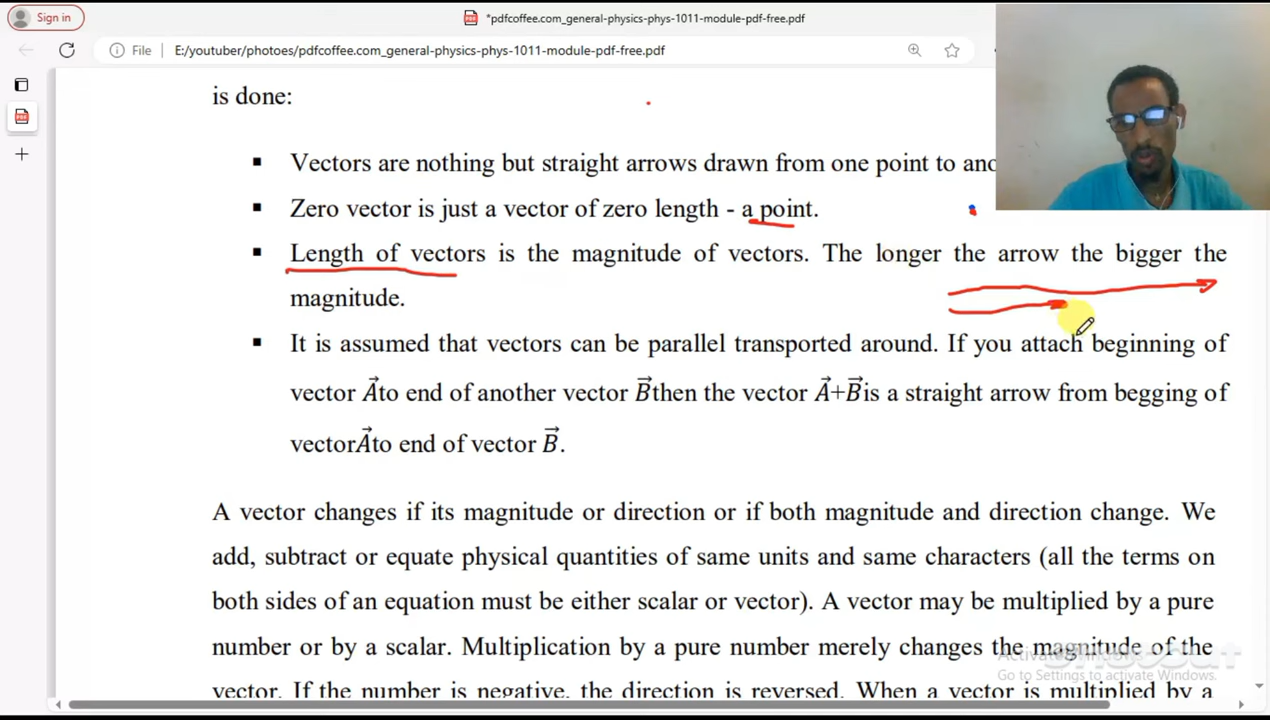 Sign in
*pdfcoffee.com_general-physics-phys-1011-module-pdf-free.pdf
File E:/youtuber/photoes/pdfcoffee.com_general-physics-phys-1011-module-pdf-free.pdf
is done:
▪ Vectors are nothing but straight arrows drawn from one point to
▪ Zero vector is just a vector of zero length - a point.
▪ Length of vectors is the magnitude of vectors. The longer the arrow the bigger the
magnitude.
▪ It is assumed that vectors can be parallel transported around. If you attach beginning of
vector A⃗to end of another vector B⃗then the vector A⃗+B⃗is a straight arrow from begging of
vectorA⃗to end of vector B⃗.
A vector changes if its magnitude or direction or if both magnitude and direction change. We
add, subtract or equate physical quantities of same units and same characters (all the terms on
both sides of an equation must be either scalar or vector). A vector may be multiplied by a pure
number or by a scalar. Multiplication by a pure number merely changes the magnitude of the
vector. If the number is negative, the direction is reversed. When a vector is multiplied by a
Activate Windows
Go to Settings to activate Windows.